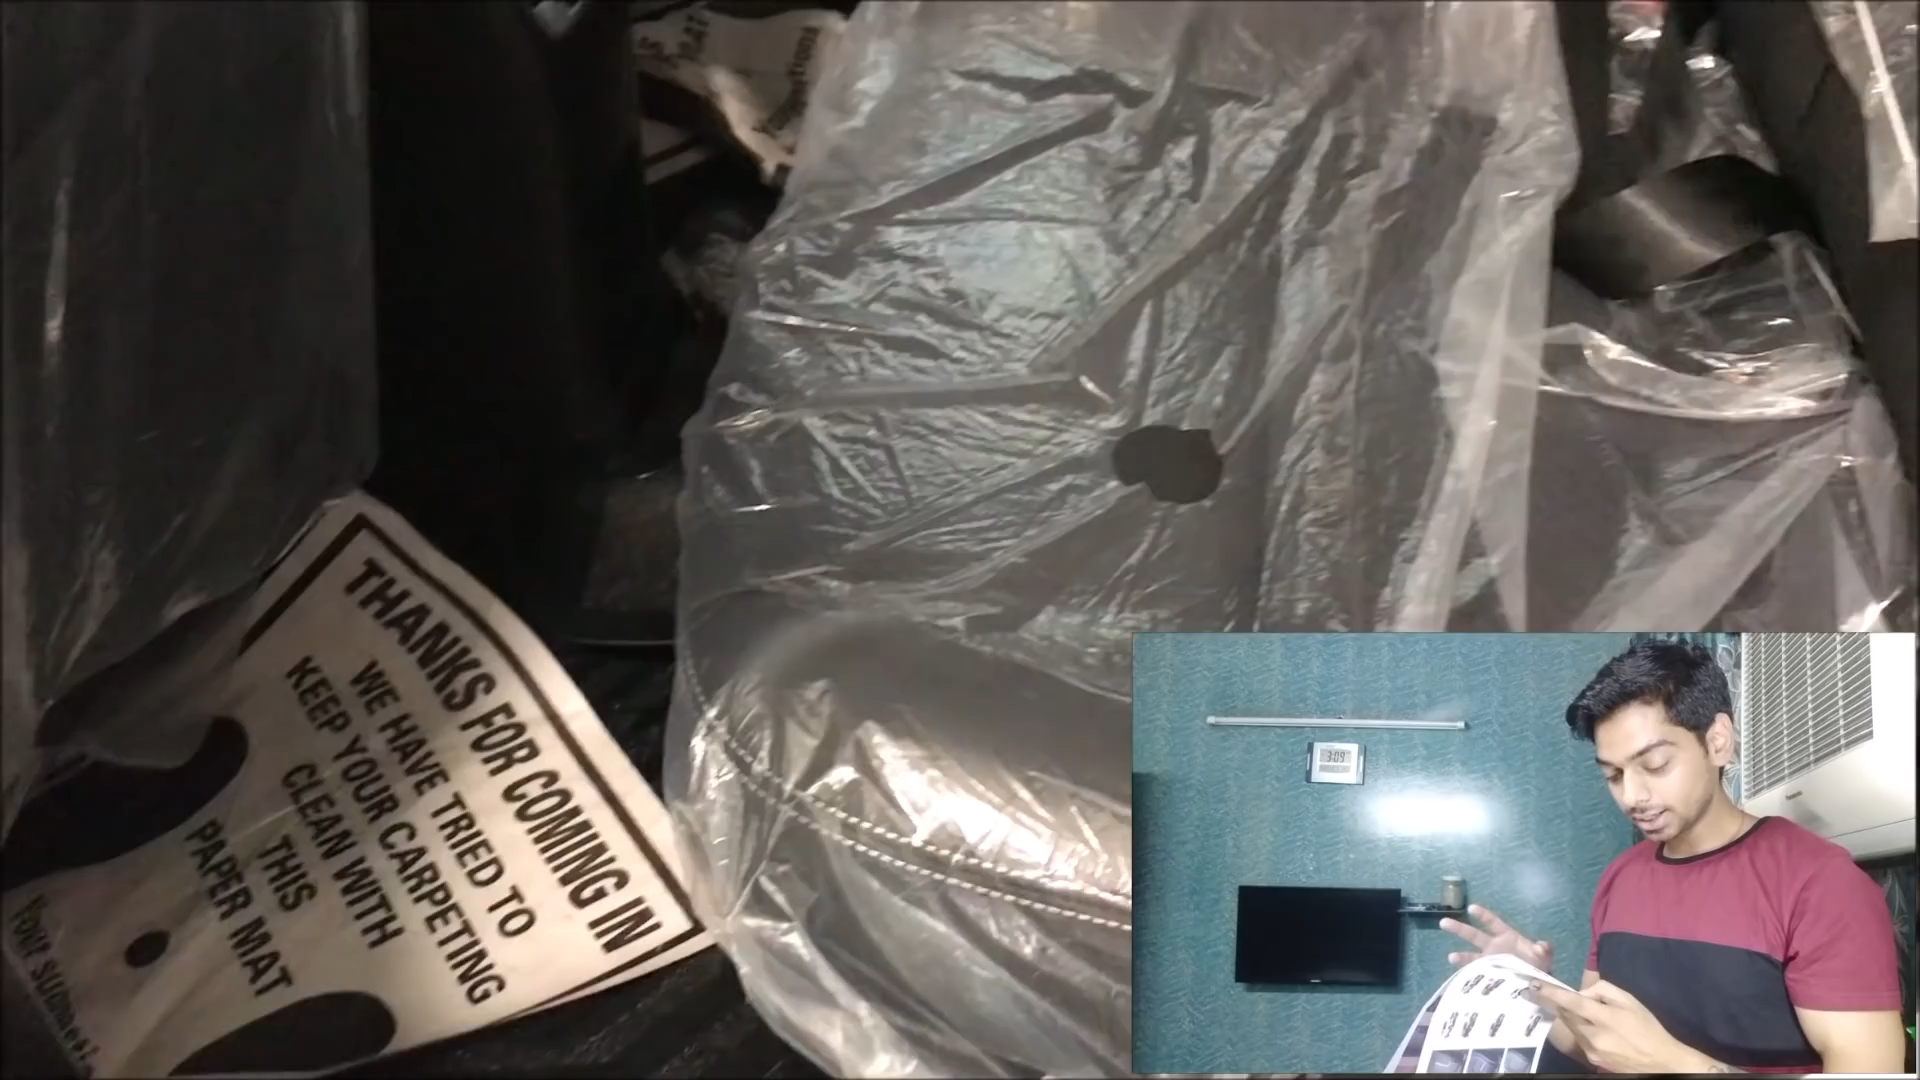 THANKS FOR COMING IN
WE HAVE TRIED TO
KEEP YOUR CARPETING
CLEAN WITH
THIS
PAPER MAT
3:09